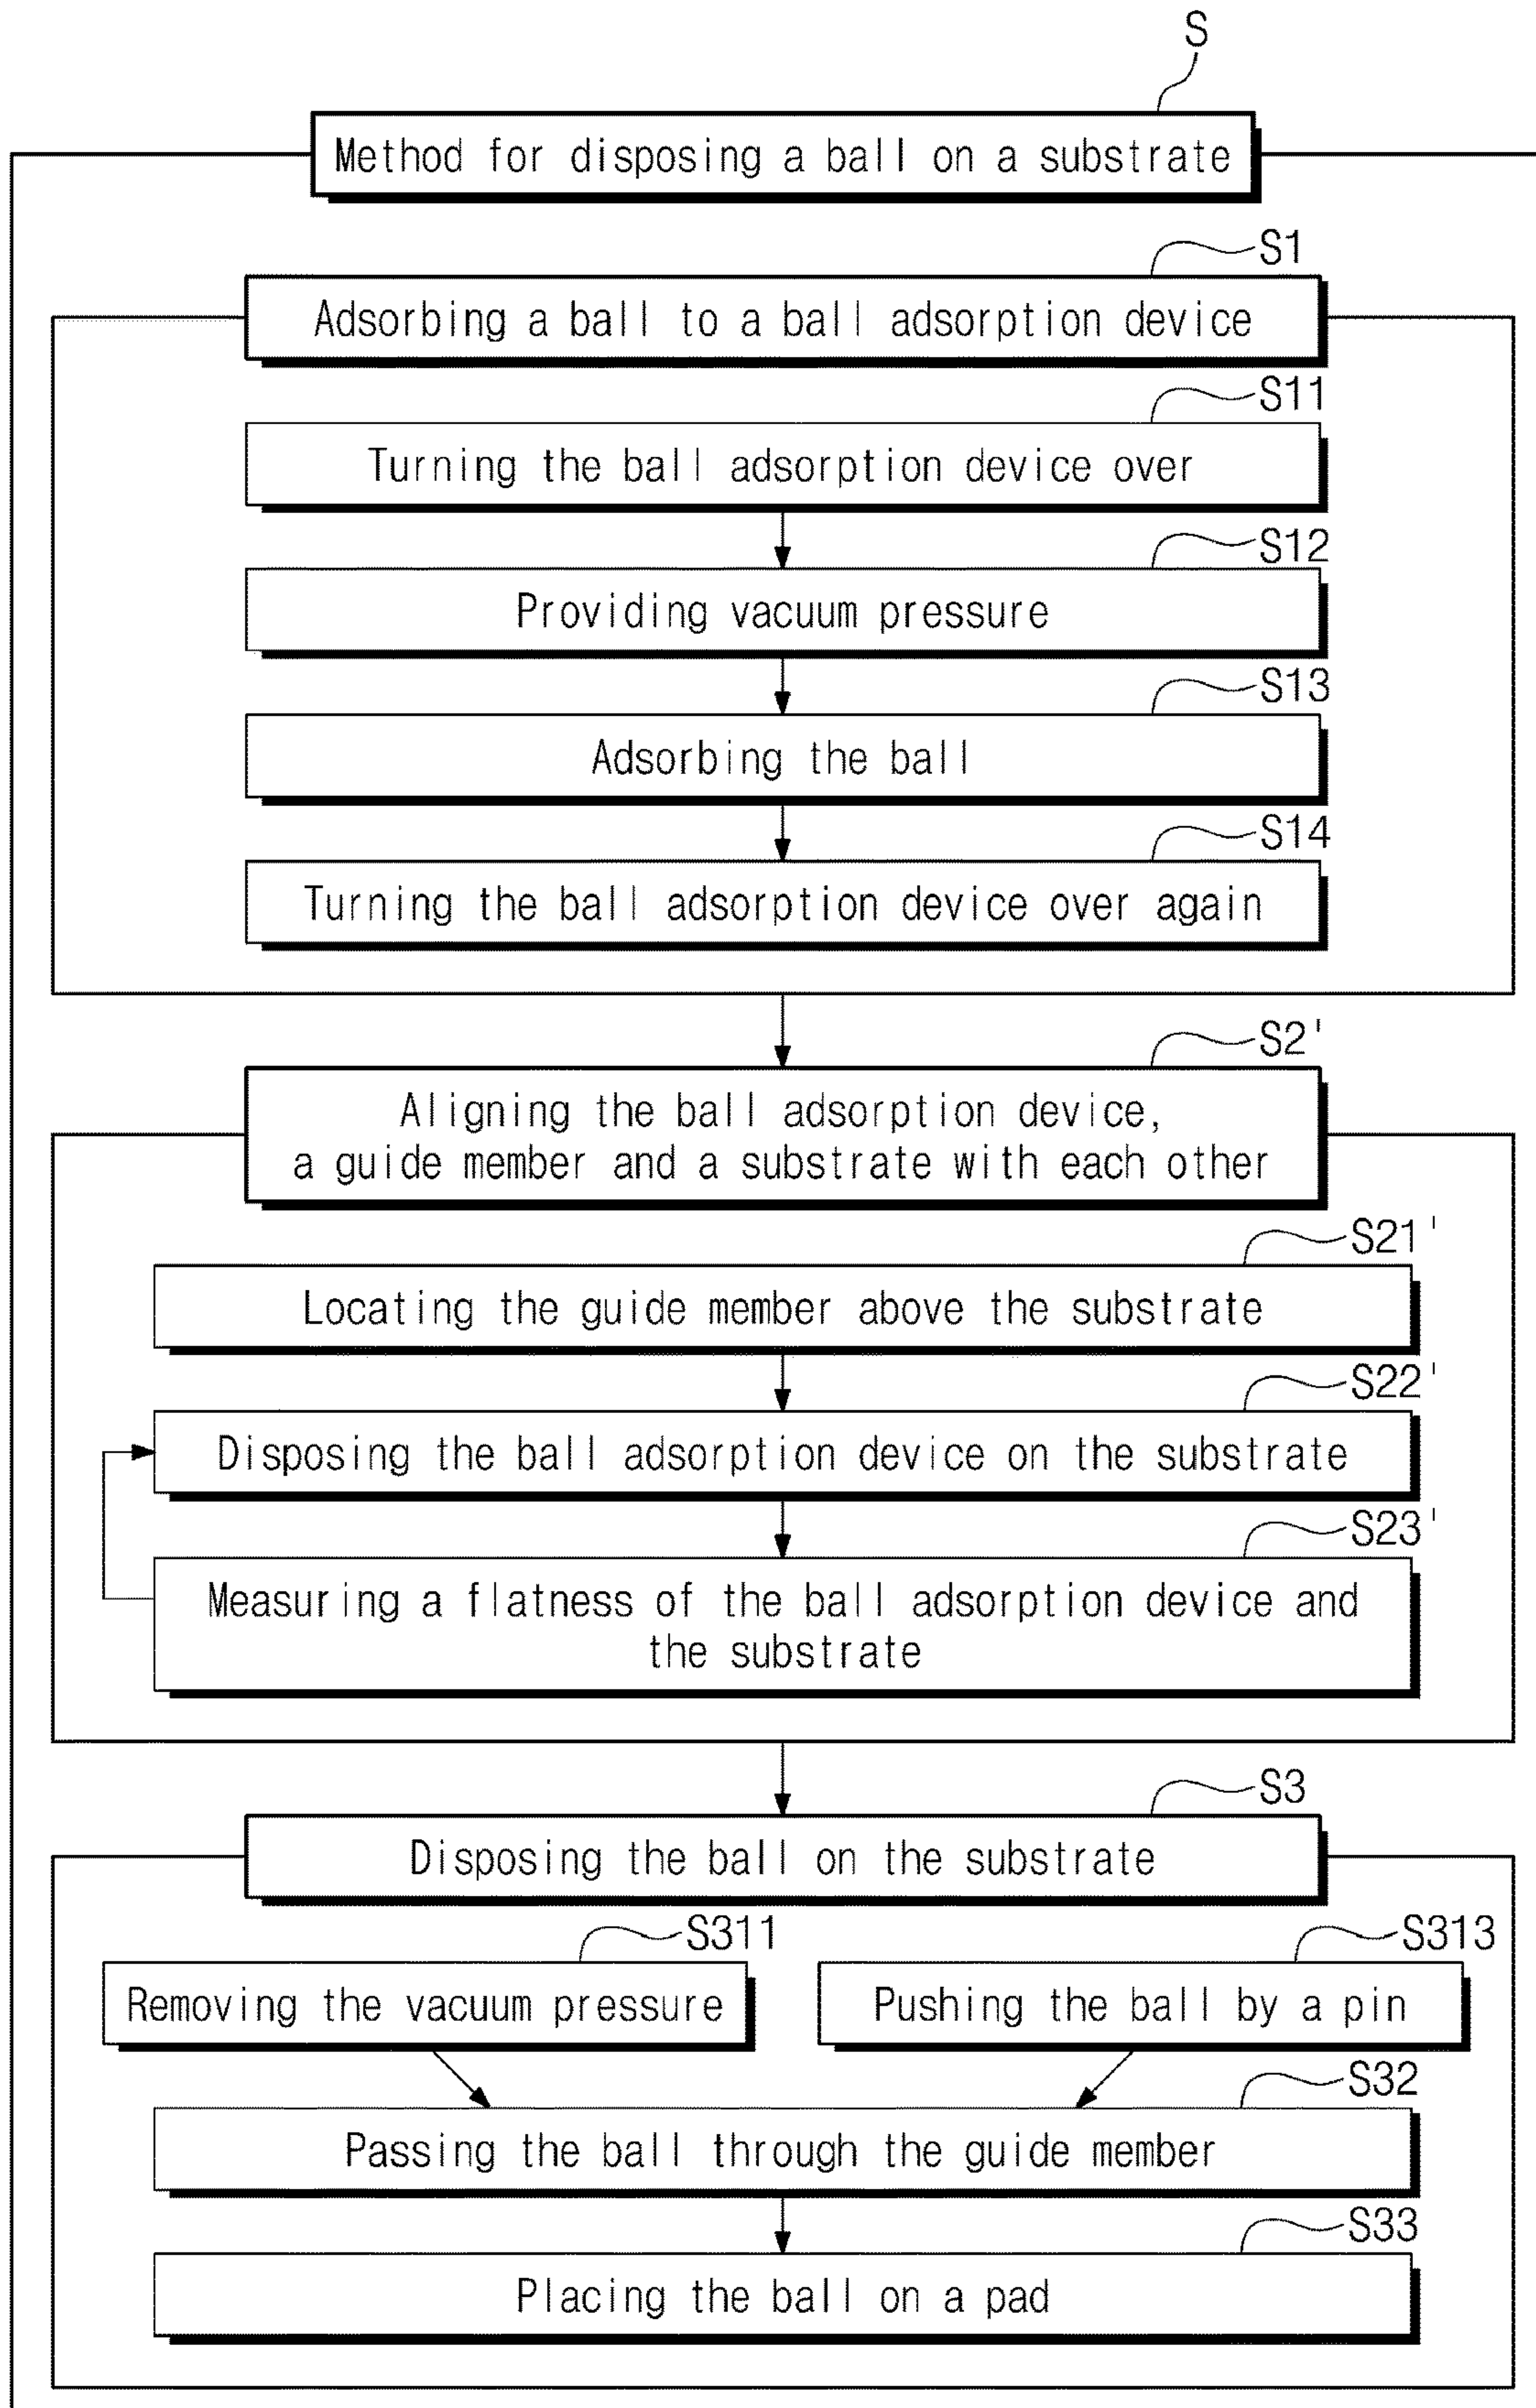 S
Method for disposing a ball on a substrate
S1
Adsorbing a ball to a ball adsorption device
S11
Turning the ball adsorption device over
S12
Providing vacuum pressure
S13
Adsorbing the ball
S14
Turning the ball adsorption device over again
S2'
Aligning the ball adsorption device,
a guide member and a substrate with each other
S21'
Locating the guide member above the substrate
S22'
Disposing the ball adsorption device on the substrate
S23'
Measuring a flatness of the ball adsorption device and
the substrate
S3
Disposing the ball on the substrate
S311
Removing the vacuum pressure
S313
Pushing the ball by a pin
S32
Passing the ball through the guide member
S33
Placing the ball on a pad